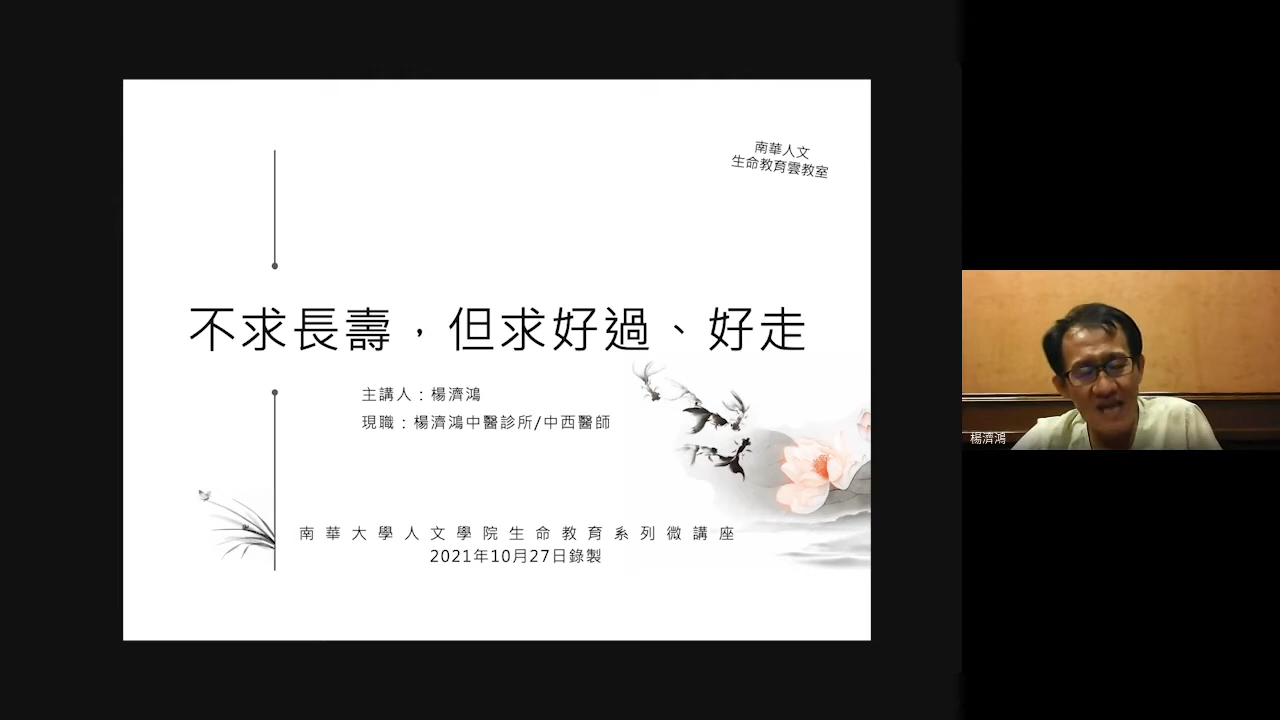 南華人文
生命教育雲教室
不求長壽，但求好過、好走
主講人：楊濟鴻
現職：楊濟鴻中醫診所/中西醫師
南華大學人文學院生命教育系列微講座
2021年10月27日錄製
楊濟鴻